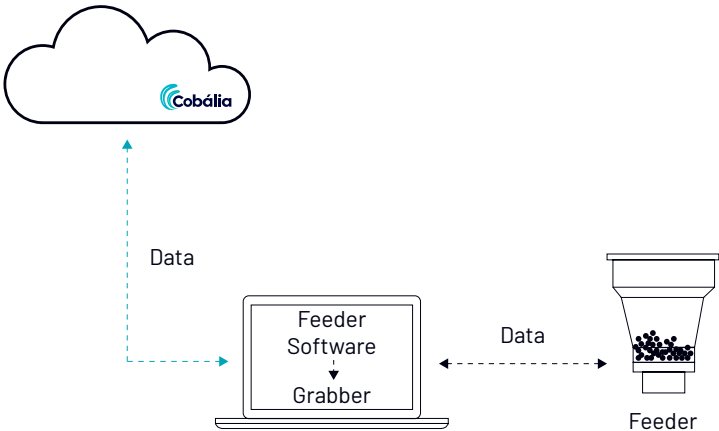 Cobália
Data
Feeder
Software
Grabber
Data
Feeder